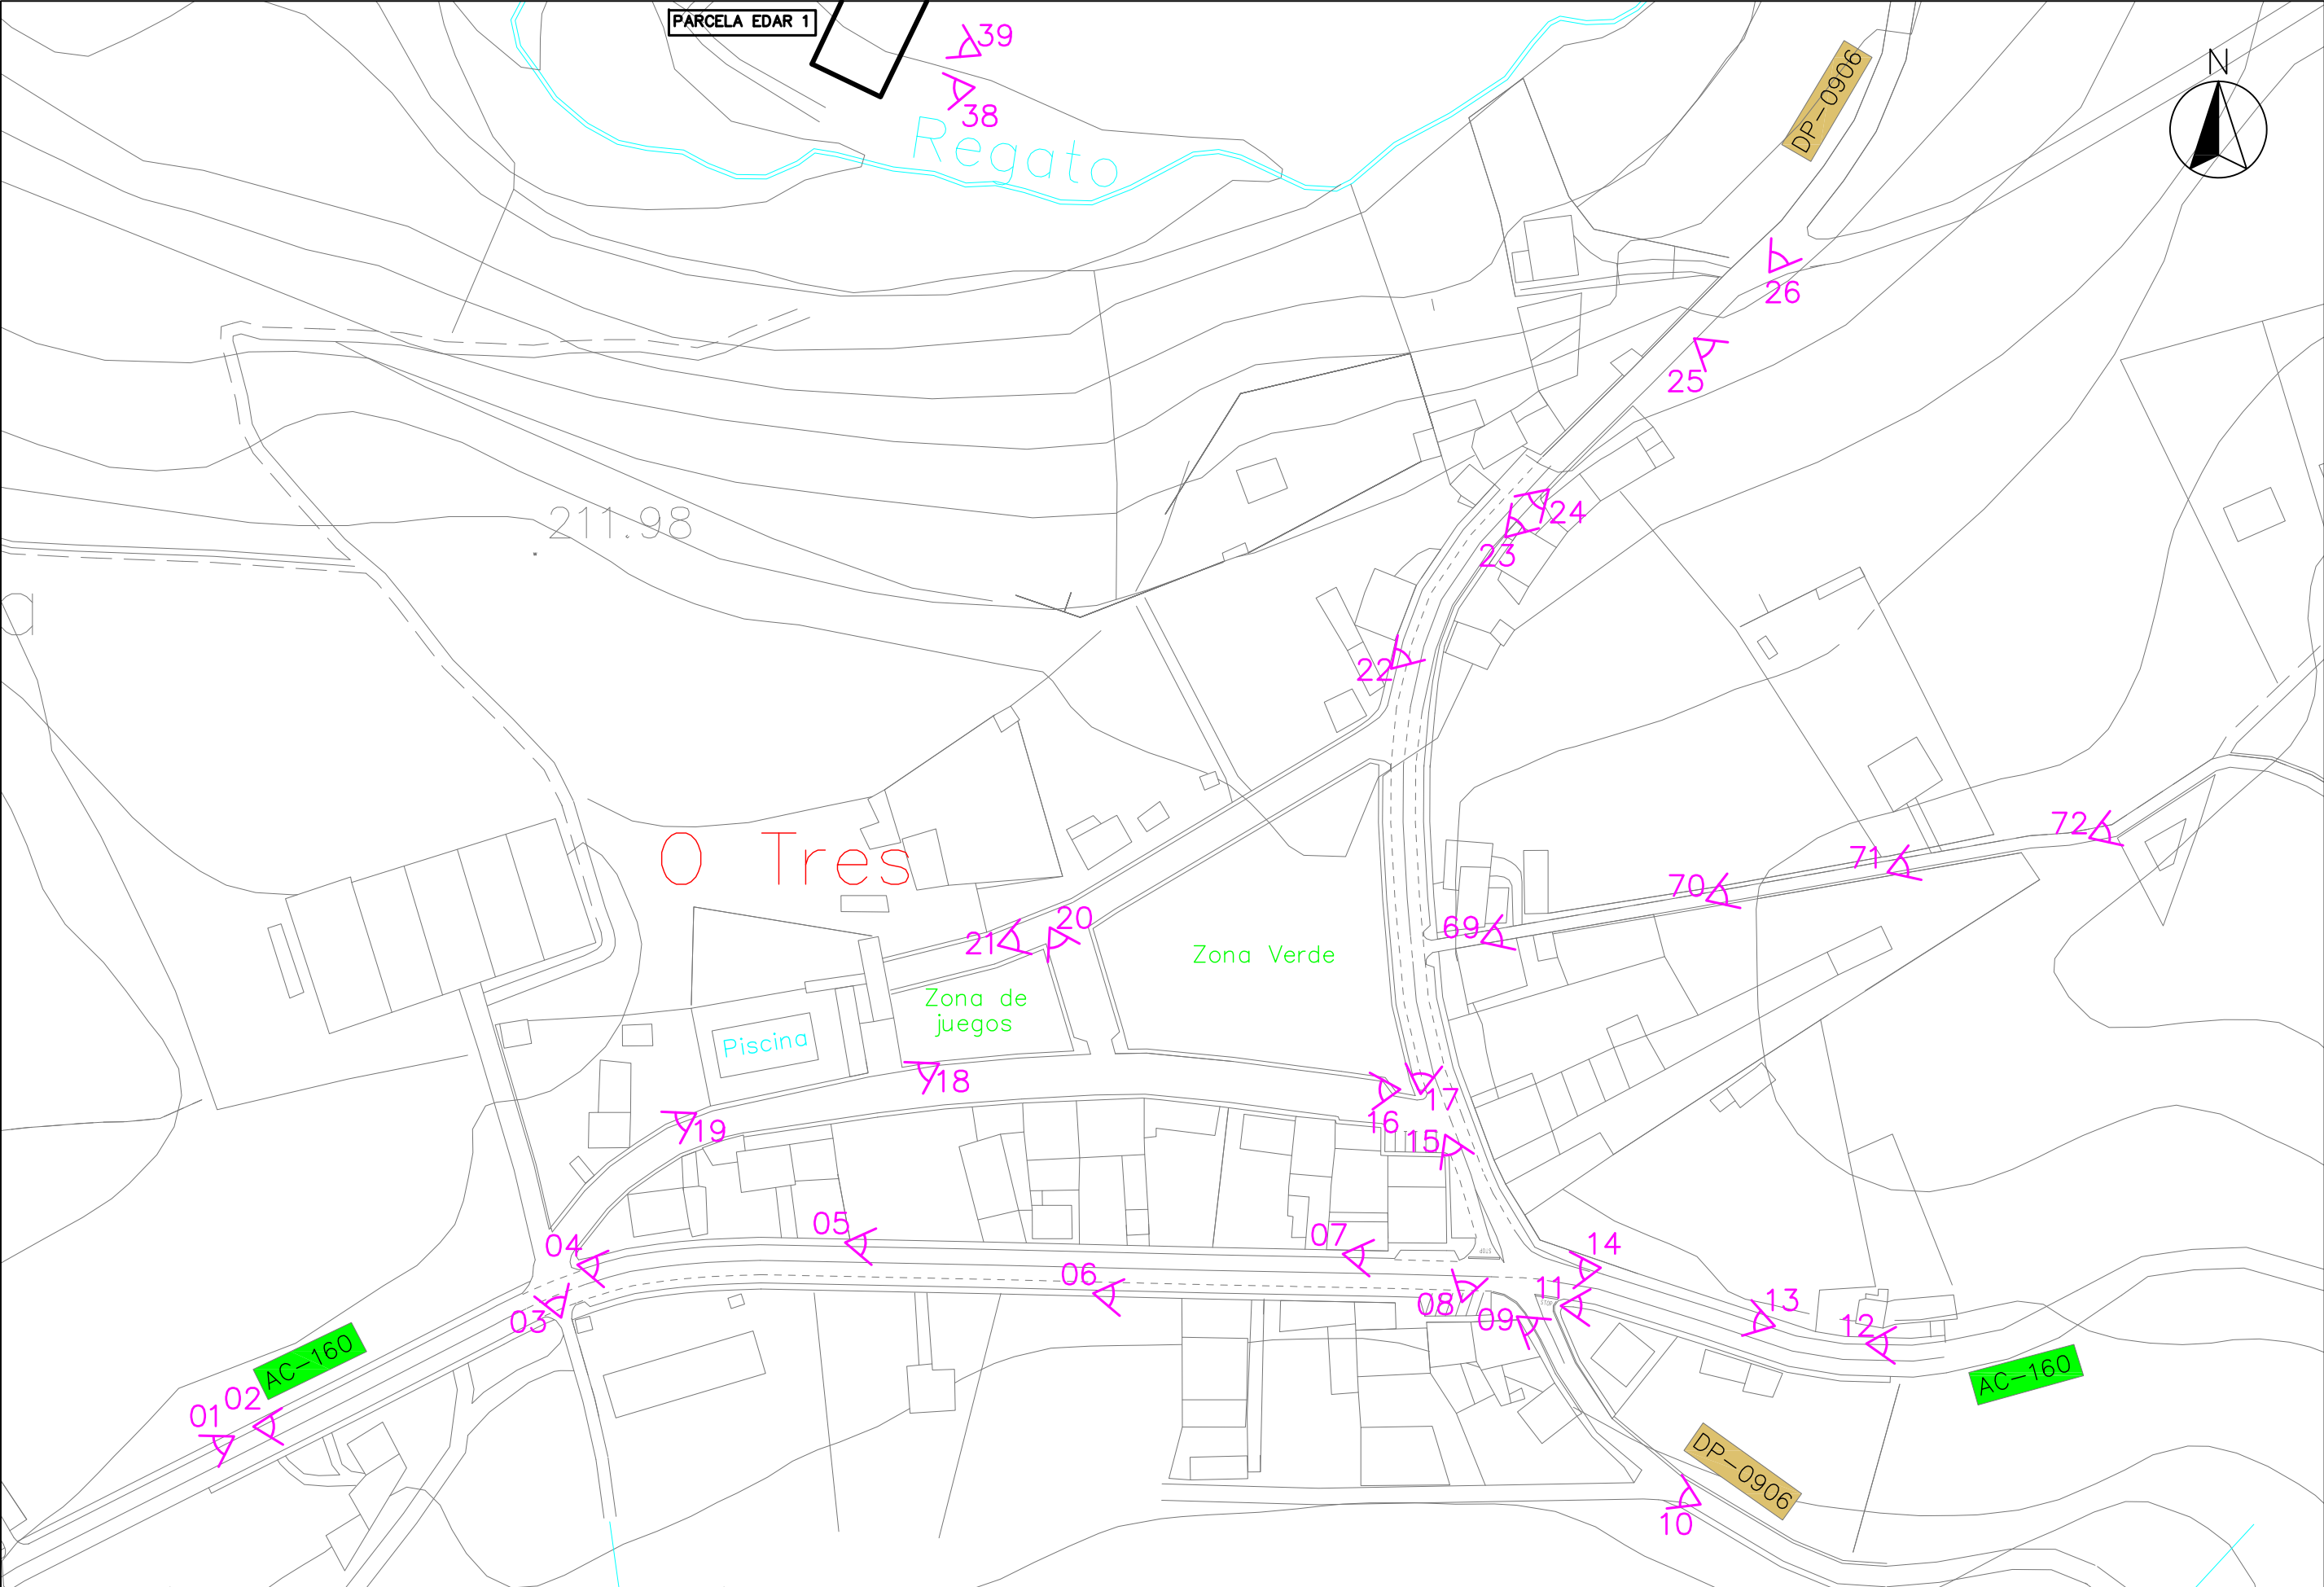 PARCELA EDAR 1
39
38
Regato
DP-0906
N
26
25
211.98
24
23
a
22
O Tres
72
71
70
69
21
20
Zona Verde
Zona de
juegos
Piscina
18
19
17
16
15
05
04
07
14
06
03
08
11
09
13
12
STOP
STOP
AC-160
02
01
AC-160
DP-0906
10